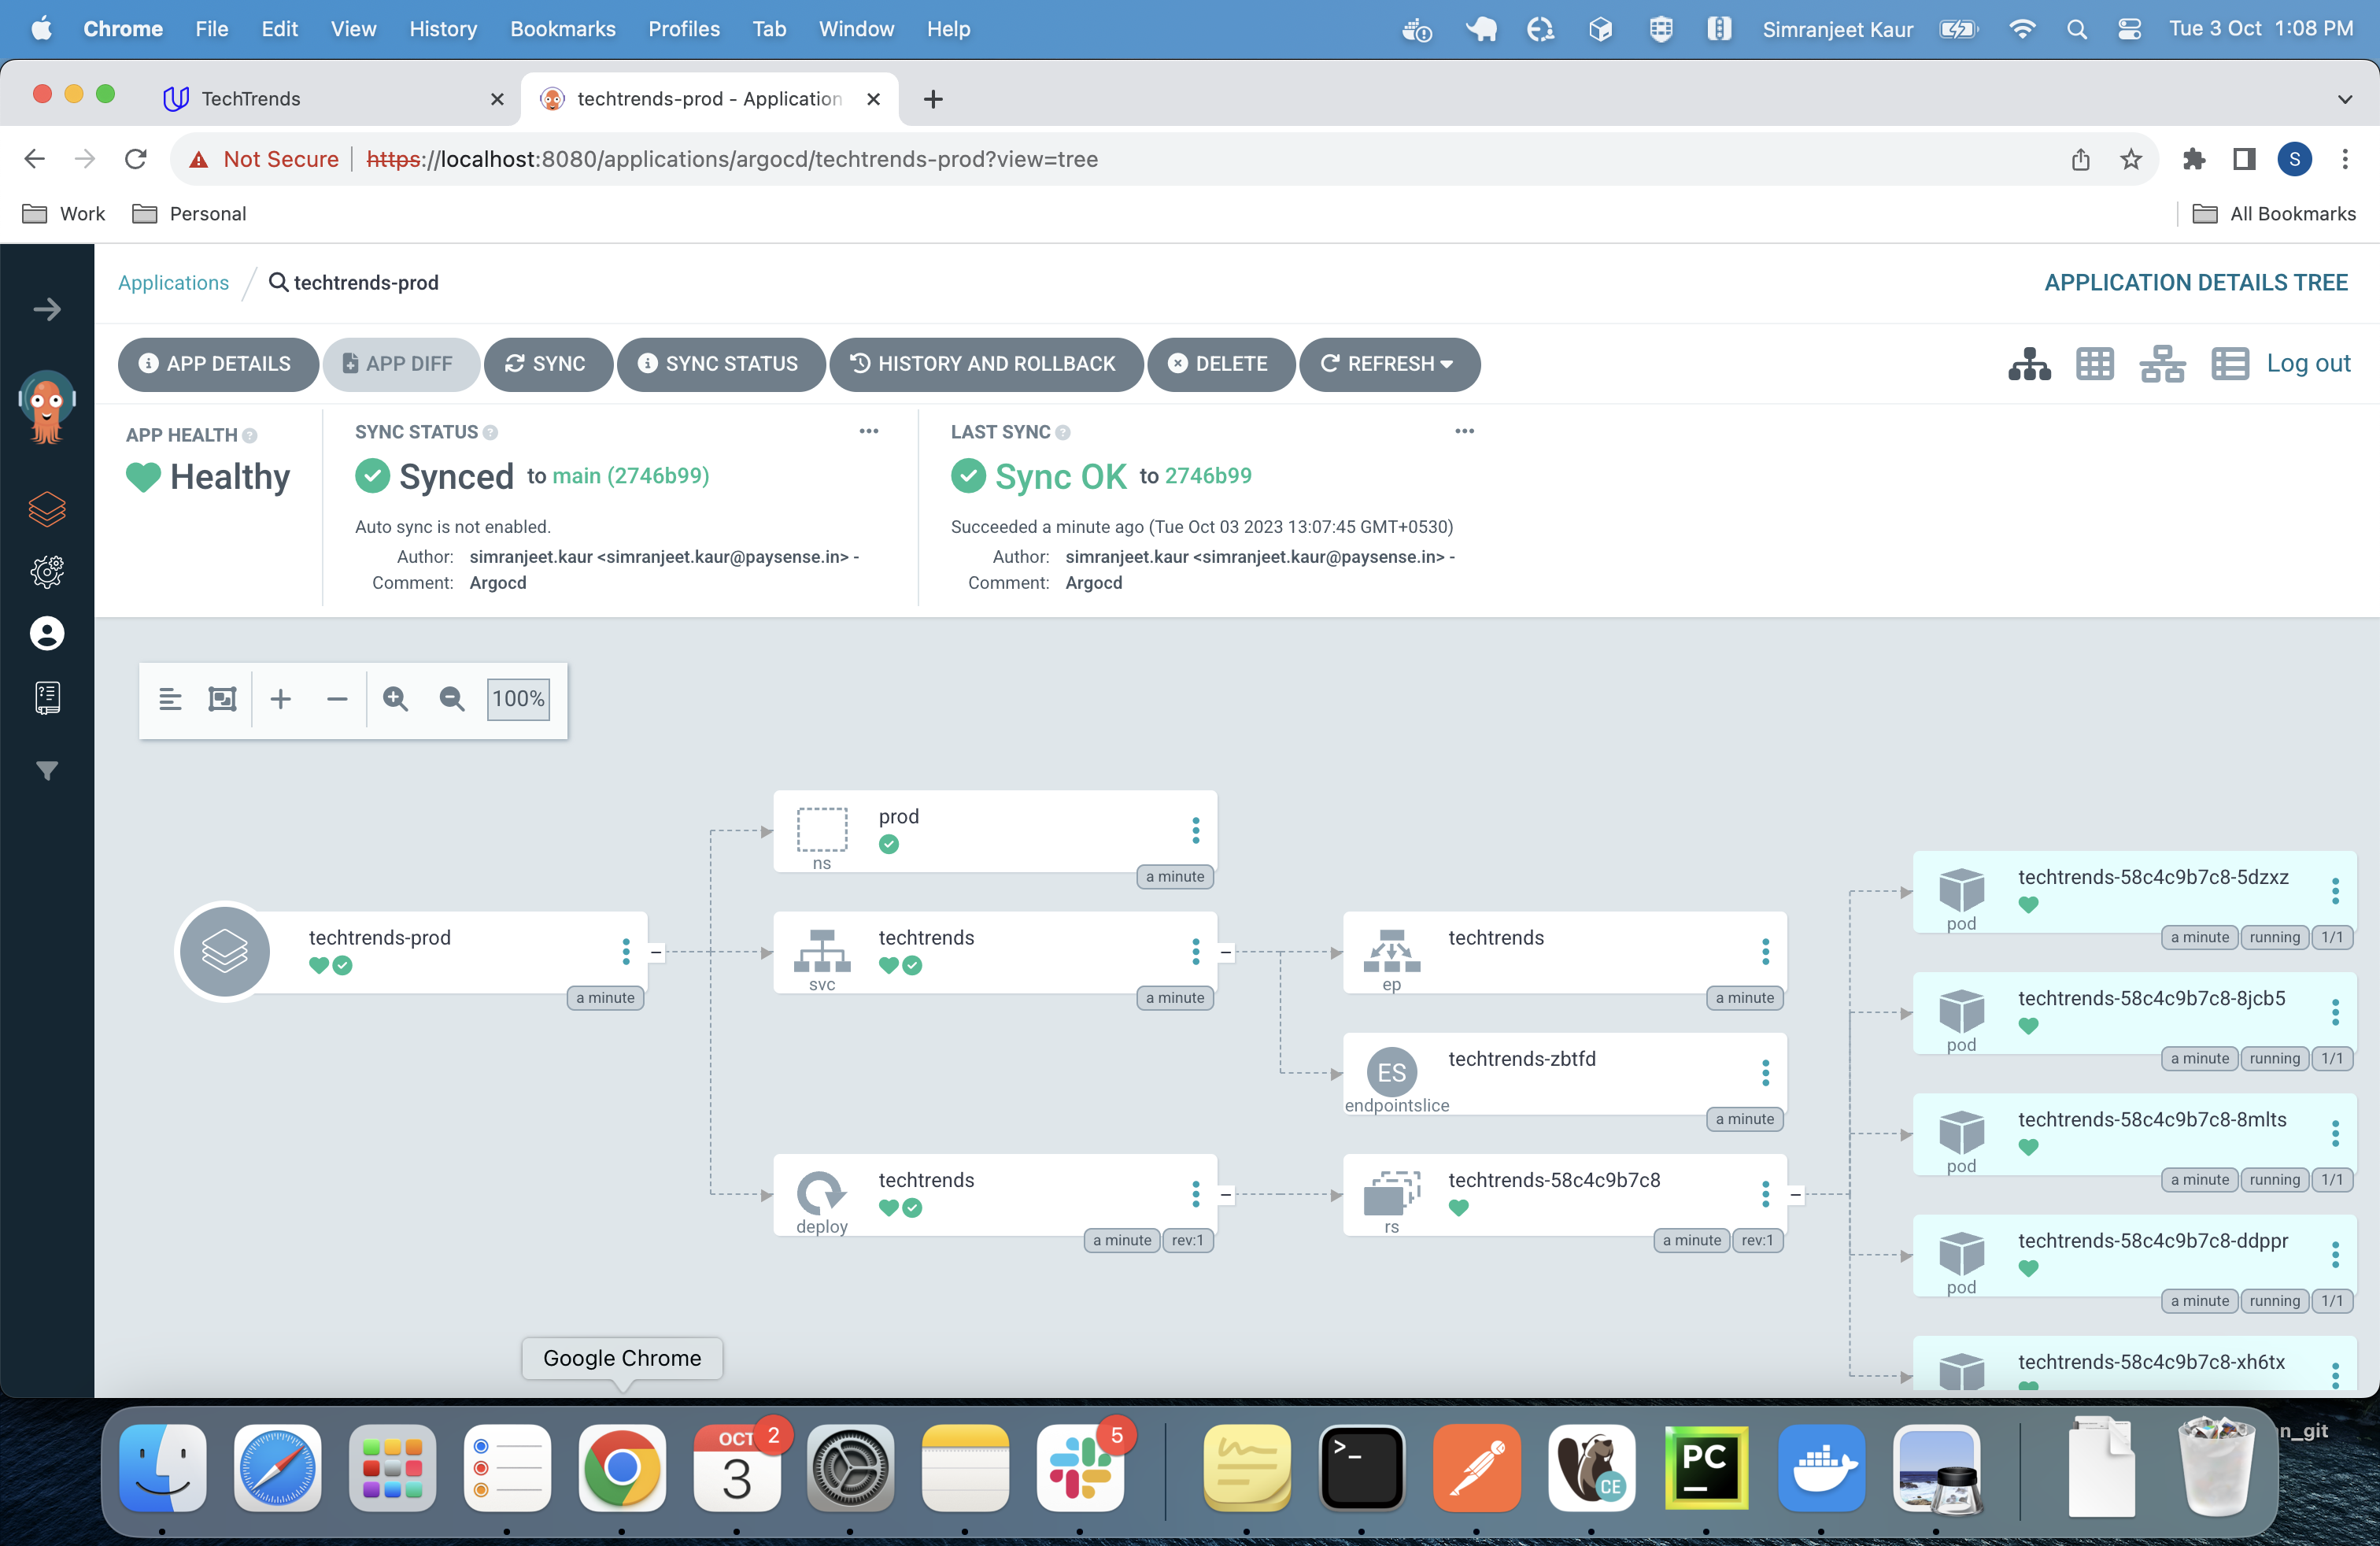 Chrome File Edit View History Bookmarks Profiles Tab Window Help Simranjeet Kaur Tue 3 Oct 1:08 PM
TechTrends techtrends-prod - Application
Not Secure https://localhost:8080/applications/argocd/techtrends-prod?view=tree S
Work Personal All Bookmarks
Applications / techtrends-prod APPLICATION DETAILS TREE
APP DETAILS APP DIFF SYNC SYNC STATUS HISTORY AND ROLLBACK DELETE REFRESH Log out
APP HEALTH
Healthy
SYNC STATUS
Synced to main (2746b99)
Auto sync is not enabled.
Author: simranjeet.kaur <simranjeet.kaur@paysense.in> -
Comment: Argocd
LAST SYNC
Sync OK to 2746b99
Succeeded a minute ago (Tue Oct 03 2023 13:07:45 GMT+0530)
Author: simranjeet.kaur <simranjeet.kaur@paysense.in> -
Comment: Argocd
100%
techtrends-prod
a minute
prod
ns
a minute
techtrends
svc
a minute
techtrends
deploy
a minute rev:1
techtrends
ep
a minute
ES
techtrends-zbtfd
endpointslice
a minute
techtrends-58c4c9b7c8
rs
a minute rev:1
techtrends-58c4c9b7c8-5dzxz
pod
a minute running 1/1
techtrends-58c4c9b7c8-8jcb5
pod
a minute running 1/1
techtrends-58c4c9b7c8-8mlts
pod
a minute running 1/1
techtrends-58c4c9b7c8-ddppr
pod
a minute running 1/1
techtrends-58c4c9b7c8-xh6tx
Google Chrome
OCT 2
3
5
>_
CE
PC
n_git